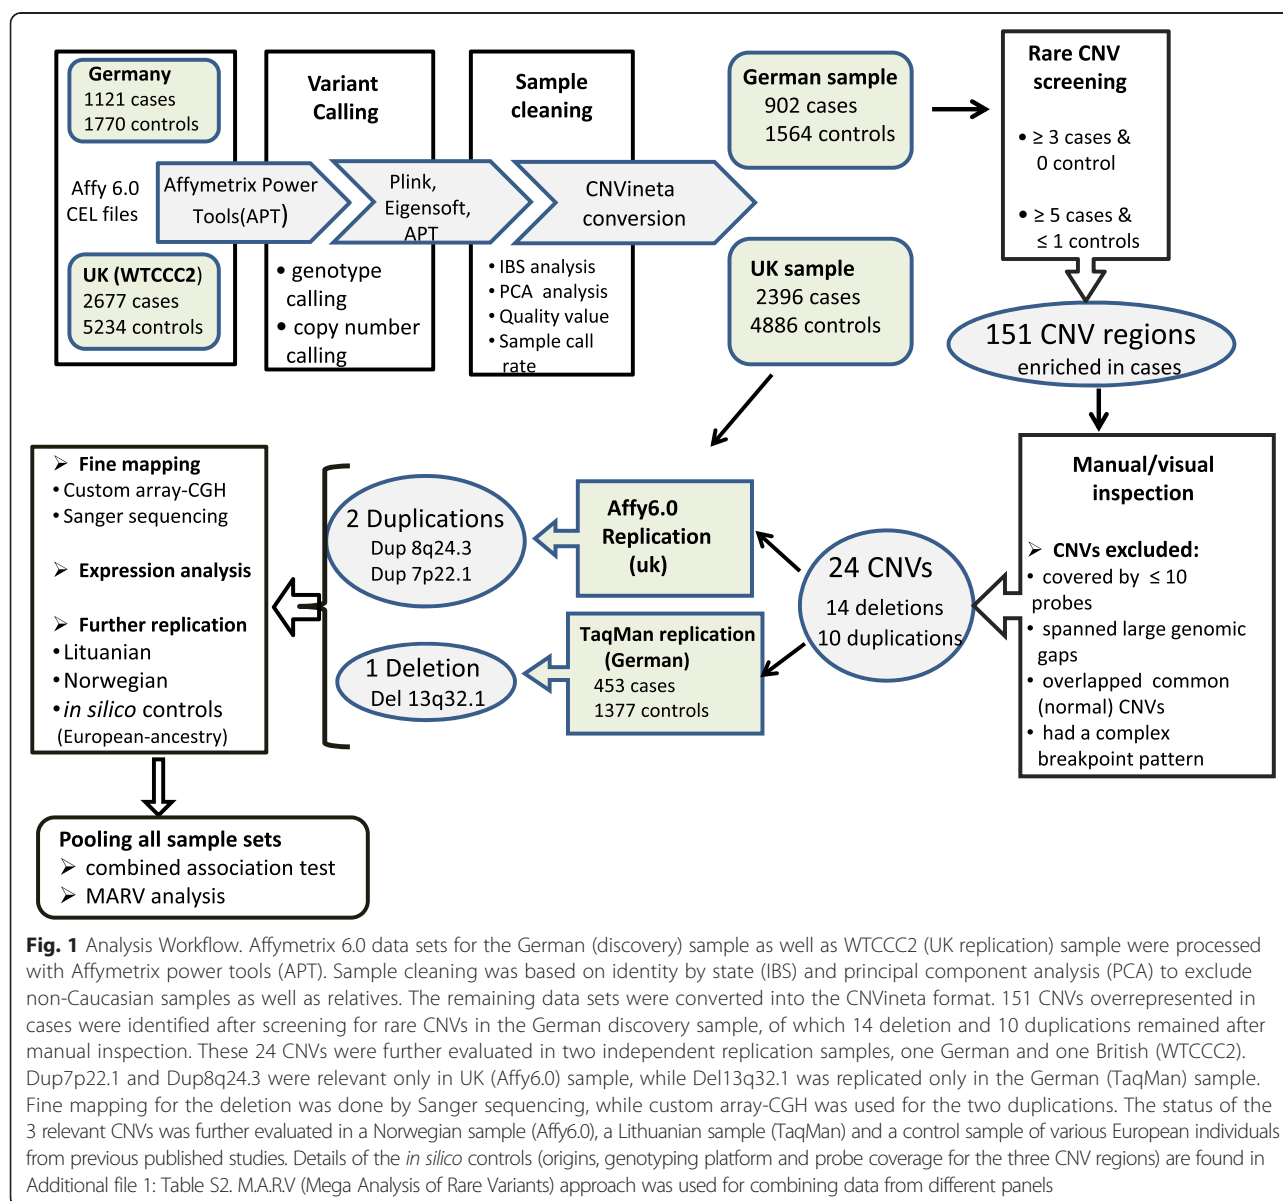 Germany
1121 cases
1770 controls
Affy 6.0
CEL files
UK (WTCCC2)
2677 cases
5234 controls
Variant
Calling
Affymetrix Power
Tools(APT)
Plink,
Eigensoft,
APT
• genotype
calling
• copy number
calling
Sample
cleaning
CNVineta
conversion
• IBS analysis
• PCA analysis
• Quality value
• Sample call
rate
German sample
902 cases
1564 controls
UK sample
2396 cases
4886 controls
Rare CNV
screening
• ≥ 3 cases &
0 control
• ≥ 5 cases &
≤ 1 controls
151 CNV regions
enriched in cases
Manual/visual
inspection
➢ CNVs excluded:
• covered by ≤ 10
probes
• spanned large genomic
gaps
• overlapped common
(normal) CNVs
• had a complex
breakpoint pattern
24 CNVs
14 deletions
10 duplications
Affy6.0
Replication
(uk)
TaqMan replication
(German)
453 cases
1377 controls
2 Duplications
Dup 8q24.3
Dup 7p22.1
1 Deletion
Del 13q32.1
➢ Fine mapping
• Custom array-CGH
• Sanger sequencing
➢ Expression analysis
➢ Further replication
• Lituanian
• Norwegian
• in silico controls
(European-ancestry)
Pooling all sample sets
➢ combined association test
➢ MARV analysis
Fig. 1 Analysis Workflow. Affymetrix 6.0 data sets for the German (discovery) sample as well as WTCCC2 (UK replication) sample were processed
with Affymetrix power tools (APT). Sample cleaning was based on identity by state (IBS) and principal component analysis (PCA) to exclude
non-Caucasian samples as well as relatives. The remaining data sets were converted into the CNVineta format. 151 CNVs overrepresented in
cases were identified after screening for rare CNVs in the German discovery sample, of which 14 deletion and 10 duplications remained after
manual inspection. These 24 CNVs were further evaluated in two independent replication samples, one German and one British (WTCCC2).
Dup7p22.1 and Dup8q24.3 were relevant only in UK (Affy6.0) sample, while Del13q32.1 was replicated only in the German (TaqMan) sample.
Fine mapping for the deletion was done by Sanger sequencing, while custom array-CGH was used for the two duplications. The status of the
3 relevant CNVs was further evaluated in a Norwegian sample (Affy6.0), a Lithuanian sample (TaqMan) and a control sample of various European individuals
from previous published studies. Details of the in silico controls (origins, genotyping platform and probe coverage for the three CNV regions) are found in
Additional file 1: Table S2. M.A.R.V (Mega Analysis of Rare Variants) approach was used for combining data from different panels